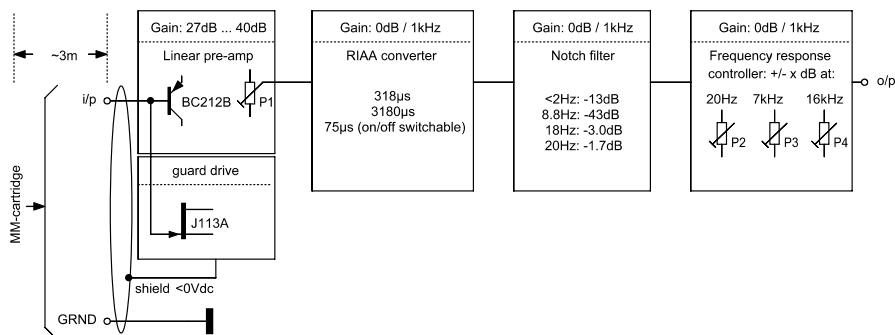 ~3m
MM-cartridge
i/p
GRND
Gain: 27dB ... 40dB
Linear pre-amp
BC212B
P1
guard drive
J113A
shield <0Vdc
Gain: 0dB / 1kHz
RIAA converter
318µs
3180µs
75µs (on/off switchable)
Gain: 0dB / 1kHz
Notch filter
<2Hz: -13dB
8.8Hz: -43dB
18Hz: -3.0dB
20Hz: -1.7dB
Gain: 0dB / 1kHz
Frequency response
controller: +/- x dB at:
20Hz 7kHz 16kHz
P2 P3 P4
o/p